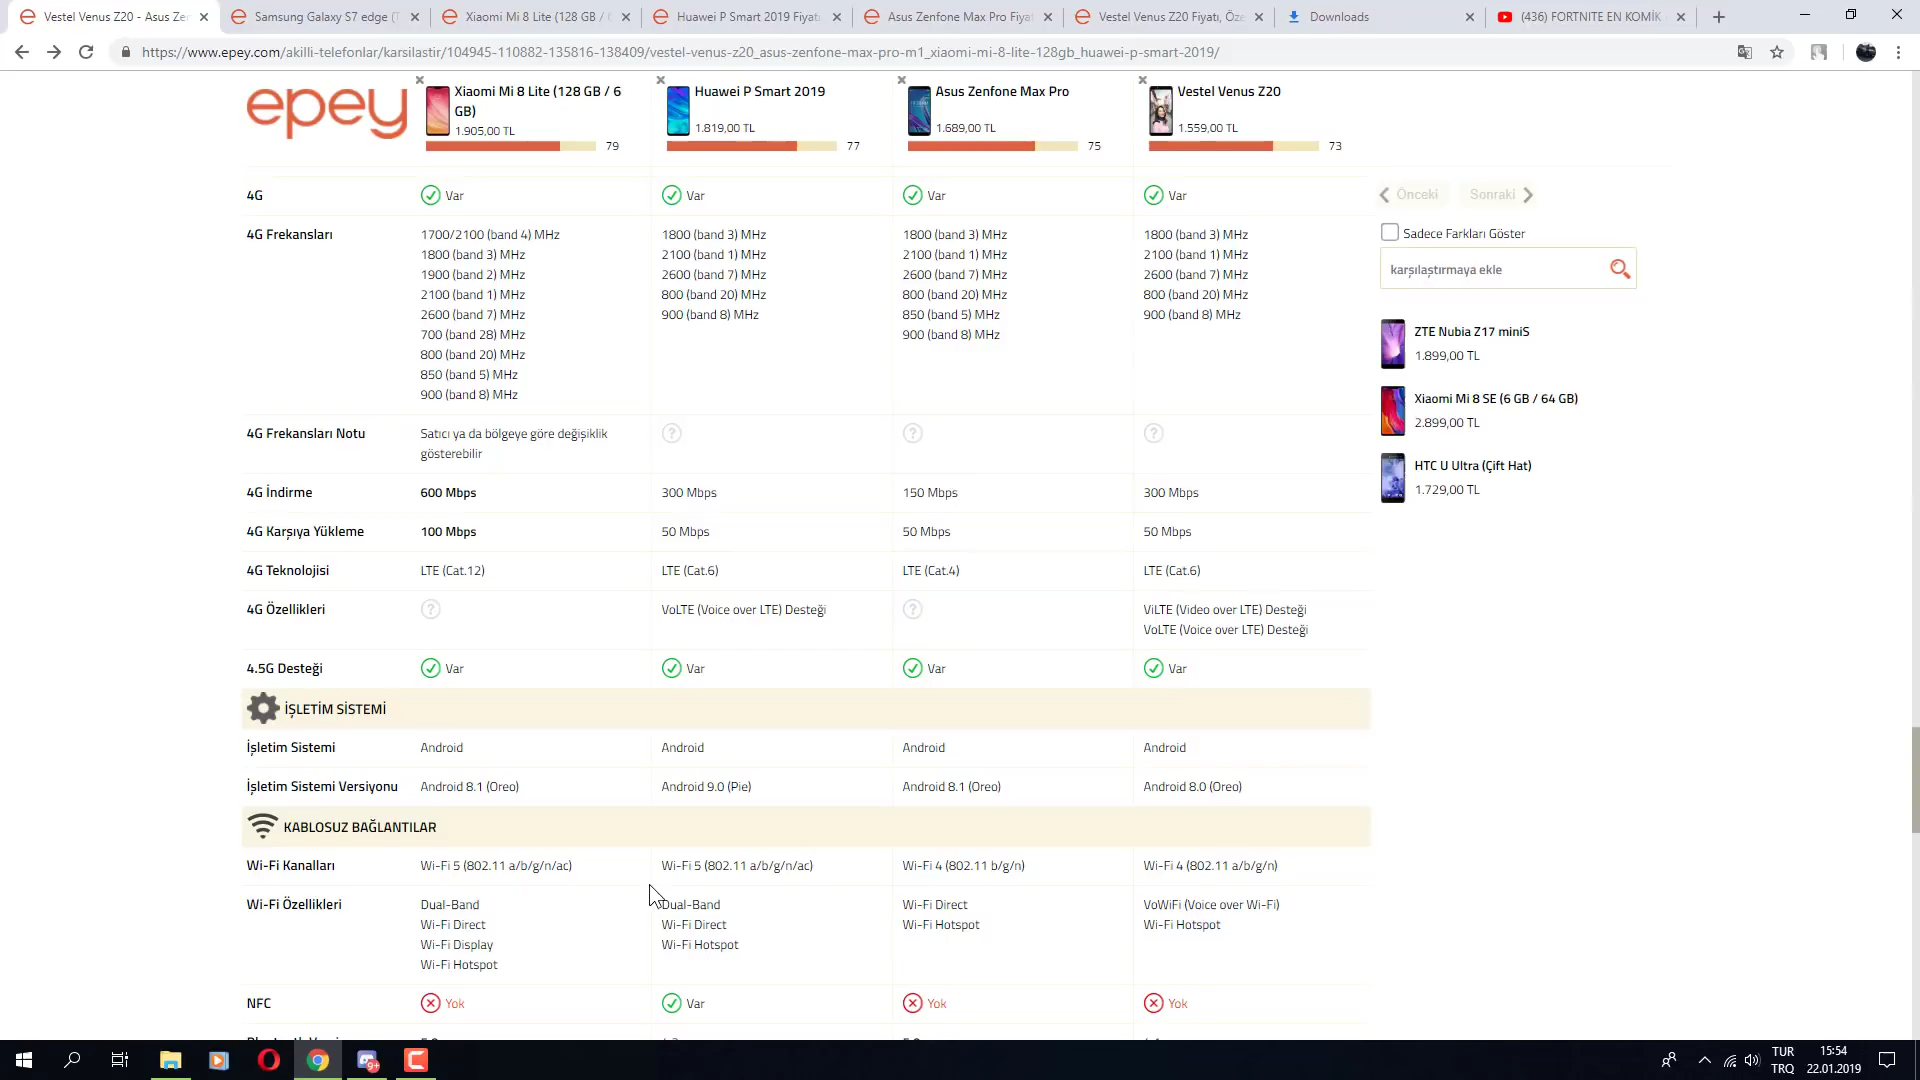 Vestel Venus Z20 - Asus Ze
Samsung Galaxy S7 edge (
Xiaomi Mi 8 Lite (128 GB /
Huawei P Smart 2019 Fiyatı
Asus Zenfone Max Pro Fiya
Vestel Venus Z20 Fiyatı, Öze
Downloads
(436) FORTNITE EN KOMİK
https://www.epey.com/akilli-telefonlar/karsilastir/104945-110882-135816-138409/vestel-venus-z20_asus-zenfone-max-pro-m1_xiaomi-mi-8-lite-128gb_huawei-p-smart-2019/
epey
Xiaomi Mi 8 Lite (128 GB / 6 GB)
1.905,00 TL
79
Huawei P Smart 2019
1.819,00 TL
77
Asus Zenfone Max Pro
1.689,00 TL
75
Vestel Venus Z20
1.559,00 TL
73
4G Var Var Var Var
4G Frekansları 1700/2100 (band 4) MHz 1800 (band 3) MHz 1800 (band 3) MHz 1800 (band 3) MHz
1800 (band 3) MHz 2100 (band 1) MHz 2100 (band 1) MHz 2100 (band 1) MHz
1900 (band 2) MHz 2600 (band 7) MHz 2600 (band 7) MHz 2600 (band 7) MHz
2100 (band 1) MHz 800 (band 20) MHz 800 (band 20) MHz 800 (band 20) MHz
2600 (band 7) MHz 900 (band 8) MHz 850 (band 5) MHz 900 (band 8) MHz
700 (band 28) MHz 900 (band 8) MHz
800 (band 20) MHz
850 (band 5) MHz
900 (band 8) MHz
4G Frekansları Notu Satıcı ya da bölgeye göre değişiklik ? ? ?
gösterebilir
4G İndirme 600 Mbps 300 Mbps 150 Mbps 300 Mbps
4G Karşıya Yükleme 100 Mbps 50 Mbps 50 Mbps 50 Mbps
4G Teknolojisi LTE (Cat.12) LTE (Cat.6) LTE (Cat.4) LTE (Cat.6)
4G Özellikleri ? VoLTE (Voice over LTE) Desteği ? ViLTE (Video over LTE) Desteği
VoLTE (Voice over LTE) Desteği
4.5G Desteği Var Var Var Var
İŞLETİM SİSTEMİ
İşletim Sistemi Android Android Android Android
İşletim Sistemi Versiyonu Android 8.1 (Oreo) Android 9.0 (Pie) Android 8.1 (Oreo) Android 8.0 (Oreo)
KABLOSUZ BAĞLANTILAR
Wi-Fi Kanalları Wi-Fi 5 (802.11 a/b/g/n/ac) Wi-Fi 5 (802.11 a/b/g/n/ac) Wi-Fi 4 (802.11 b/g/n) Wi-Fi 4 (802.11 a/b/g/n)
Wi-Fi Özellikleri Dual-Band Dual-Band Wi-Fi Direct VoWiFi (Voice over Wi-Fi)
Wi-Fi Direct Wi-Fi Direct Wi-Fi Hotspot Wi-Fi Hotspot
Wi-Fi Display Wi-Fi Hotspot
Wi-Fi Hotspot
NFC Yok Var Yok Yok
Önceki Sonraki
Sadece Farkları Göster
karşılaştırmaya ekle
ZTE Nubia Z17 miniS
1.899,00 TL
Xiaomi Mi 8 SE (6 GB / 64 GB)
2.899,00 TL
HTC U Ultra (Çift Hat)
1.729,00 TL
9+
TUR 15:54
TRQ 22.01.2019